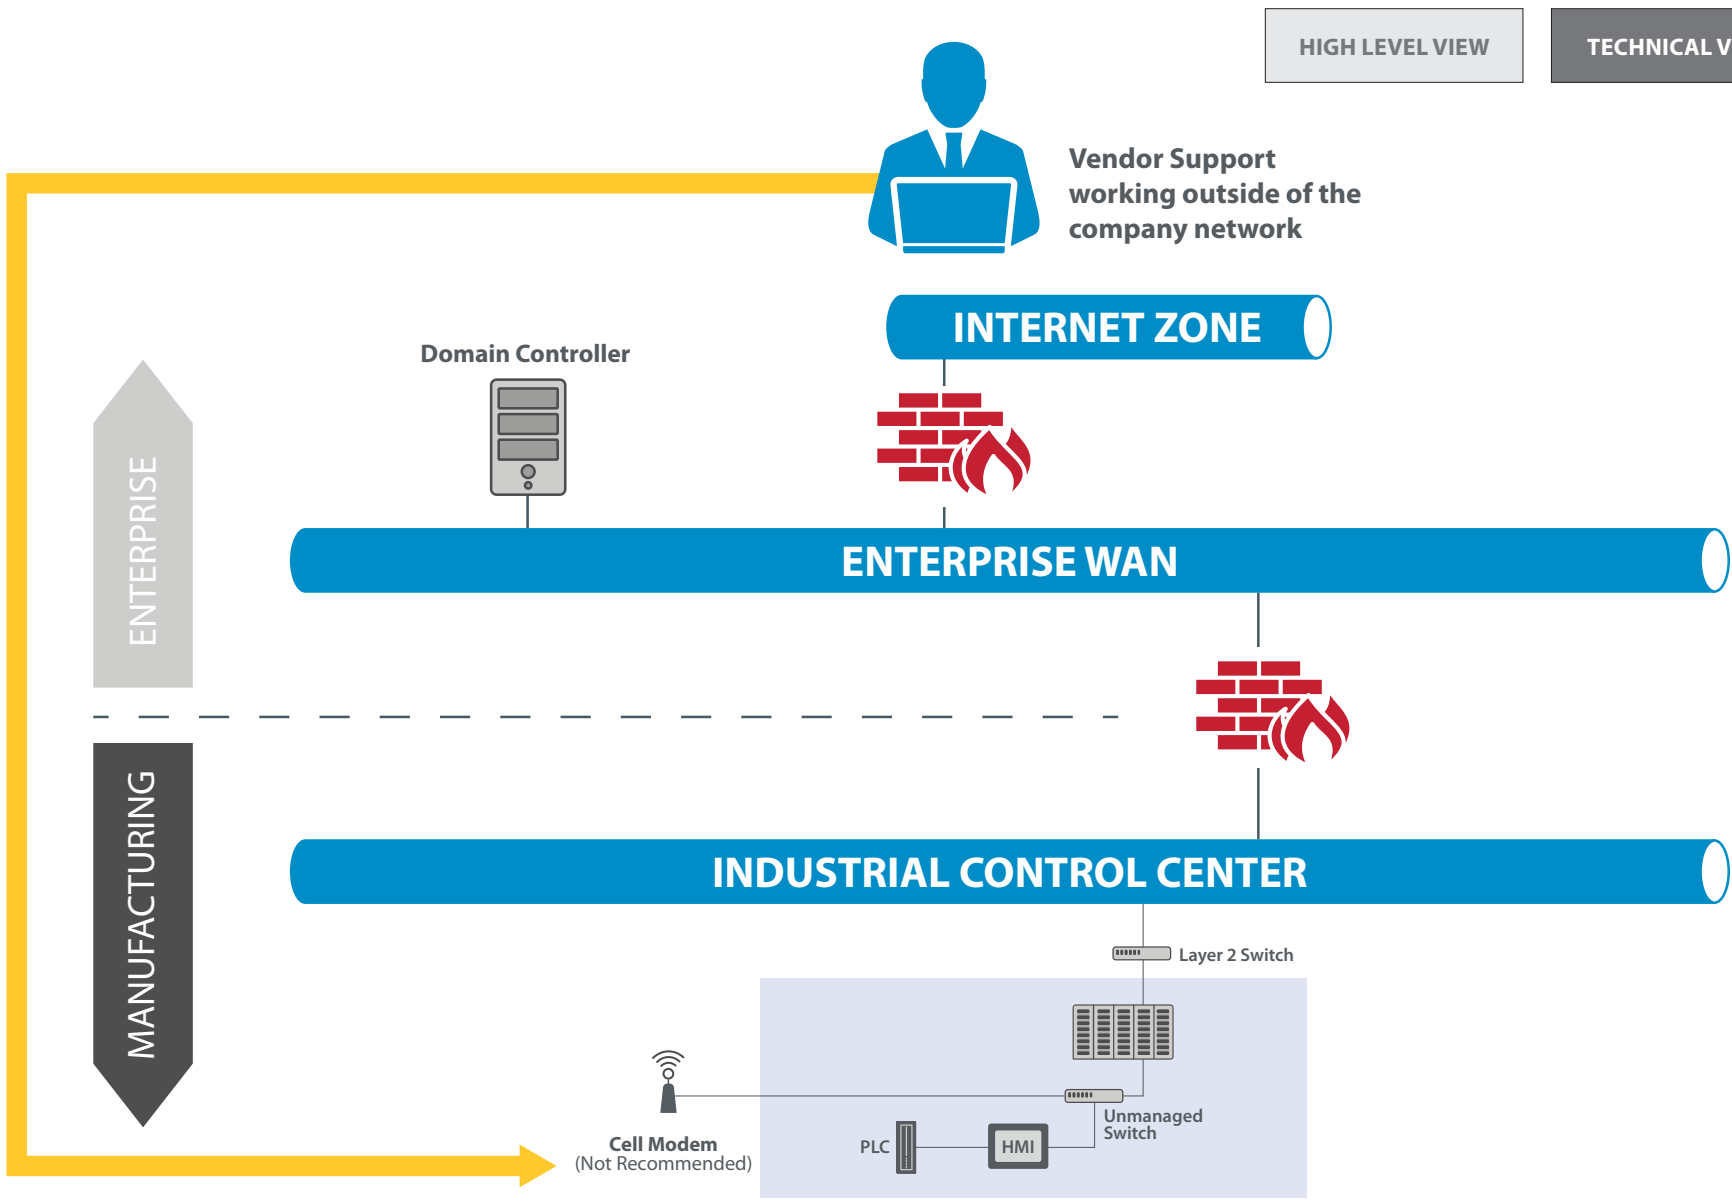 HIGH LEVEL VIEW
TECHNICAL V
Vendor Support
working outside of the
company network
INTERNET ZONE
Domain Controller
ENTERPRISE
ENTERPRISE WAN
MANUFACTURING
INDUSTRIAL CONTROL CENTER
Layer 2 Switch
Unmanaged
Switch
Cell Modem
(Not Recommended)
PLC
HMI